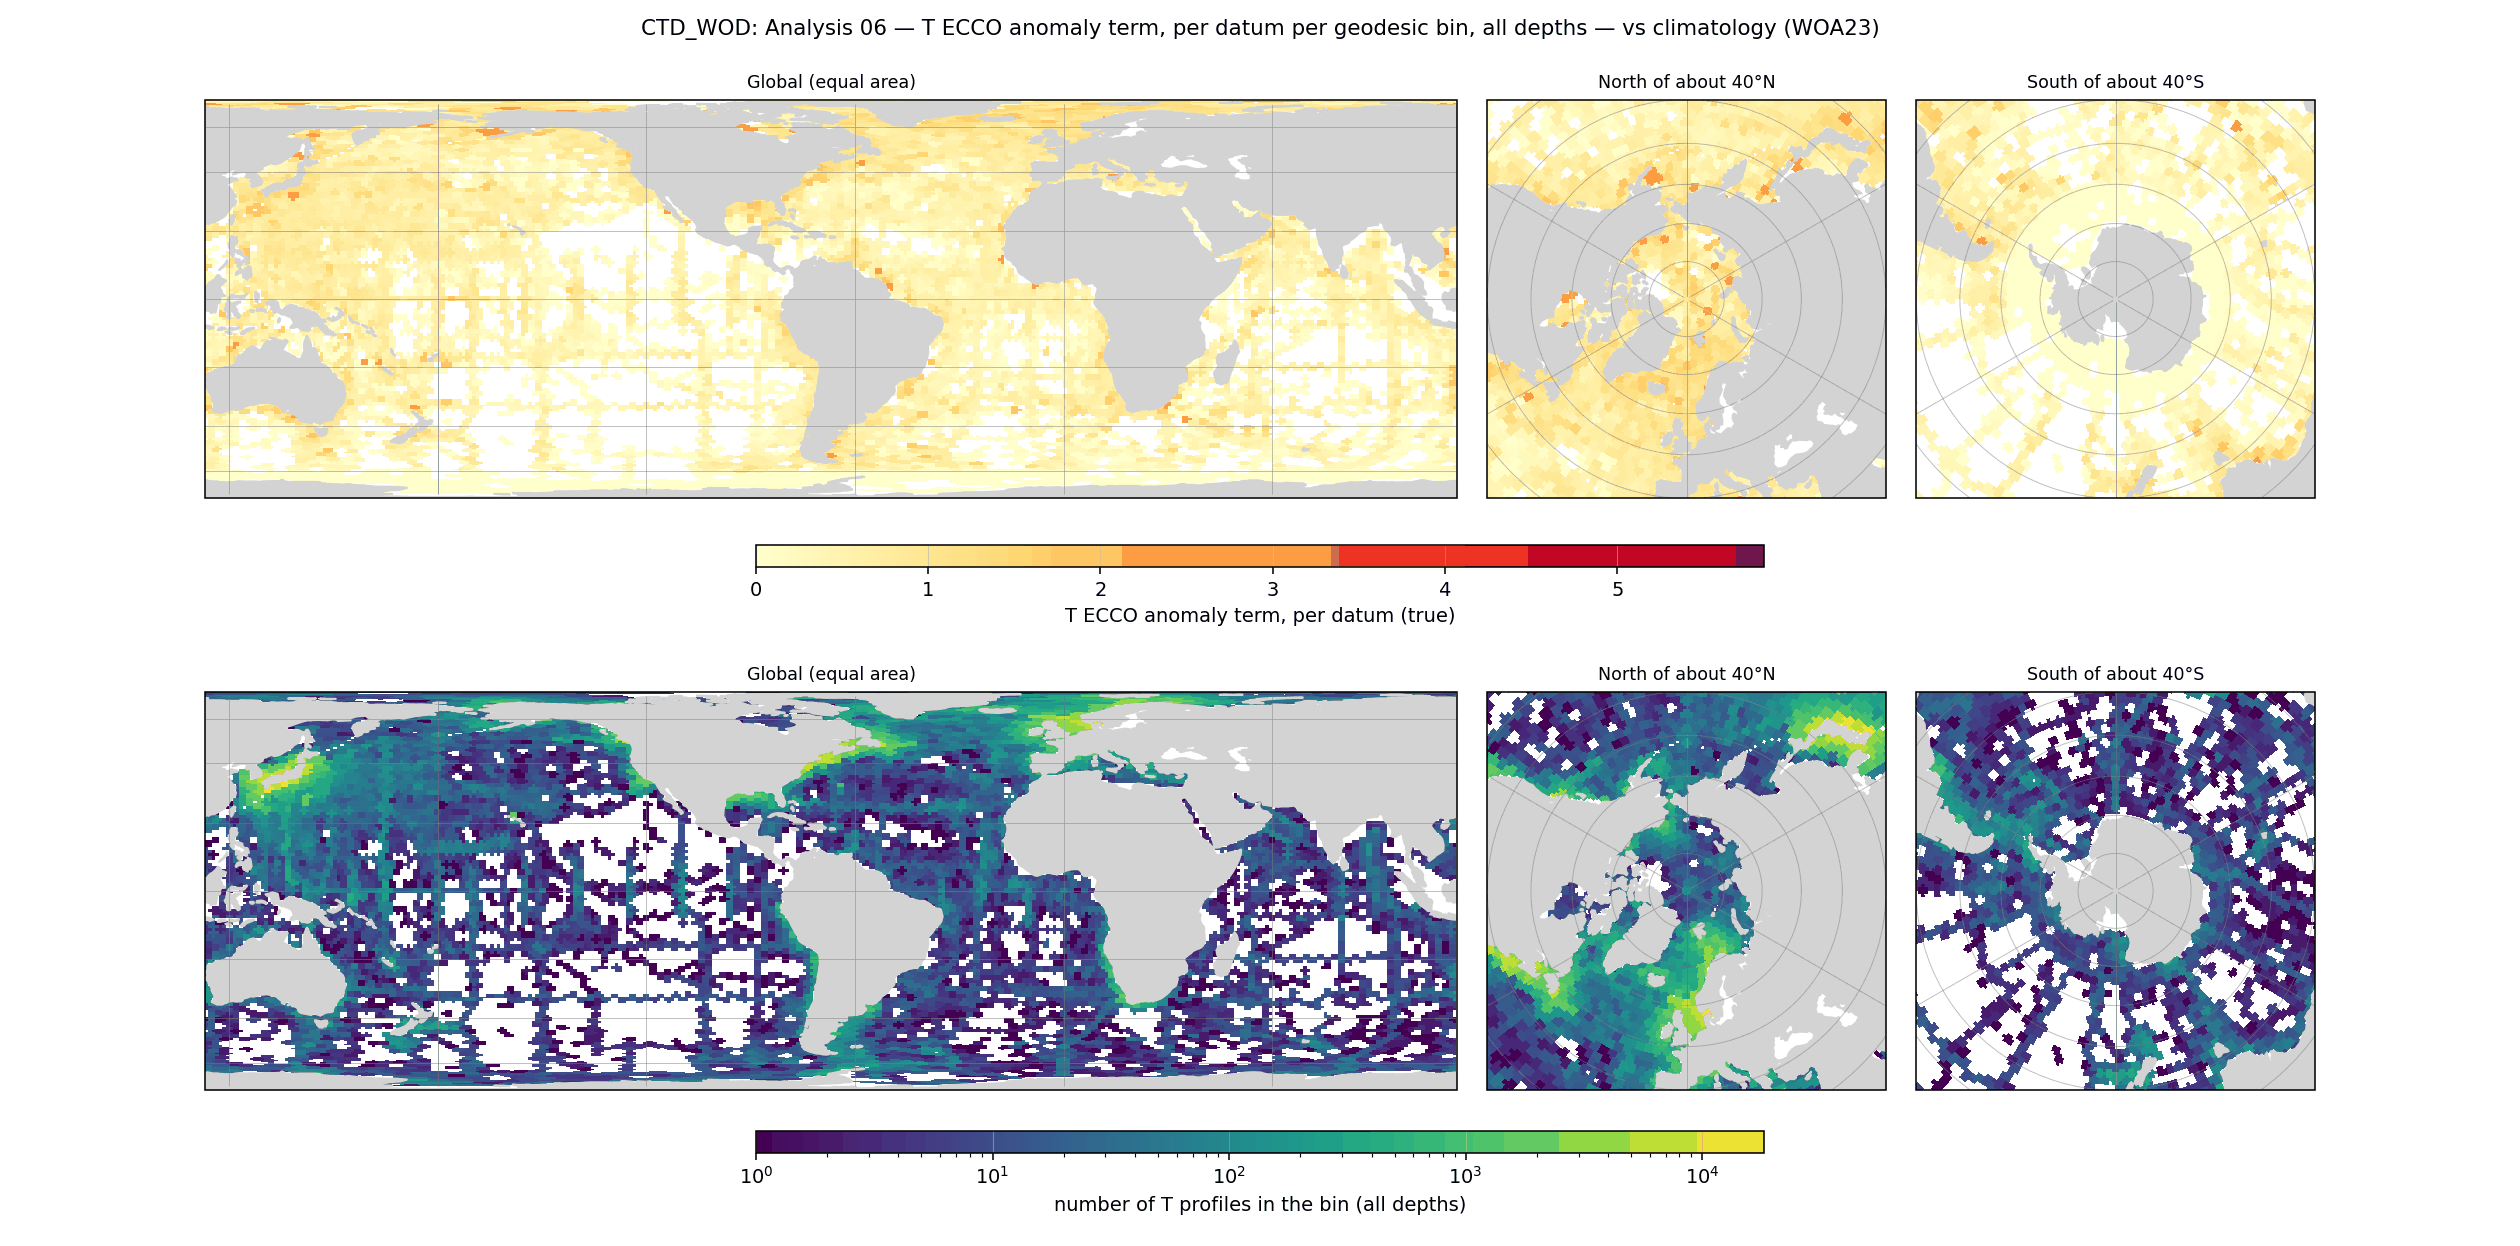 CTD_WOD: Analysis 06 — T ECCO anomaly term, per datum per geodesic bin, all depths — vs climatology (WOA23)
Global (equal area)
North of about 40°N
South of about 40°S
0 1 2 3 4 5
T ECCO anomaly term, per datum (true)
Global (equal area)
North of about 40°N
South of about 40°S
10⁰ 10¹ 10² 10³ 10⁴
number of T profiles in the bin (all depths)